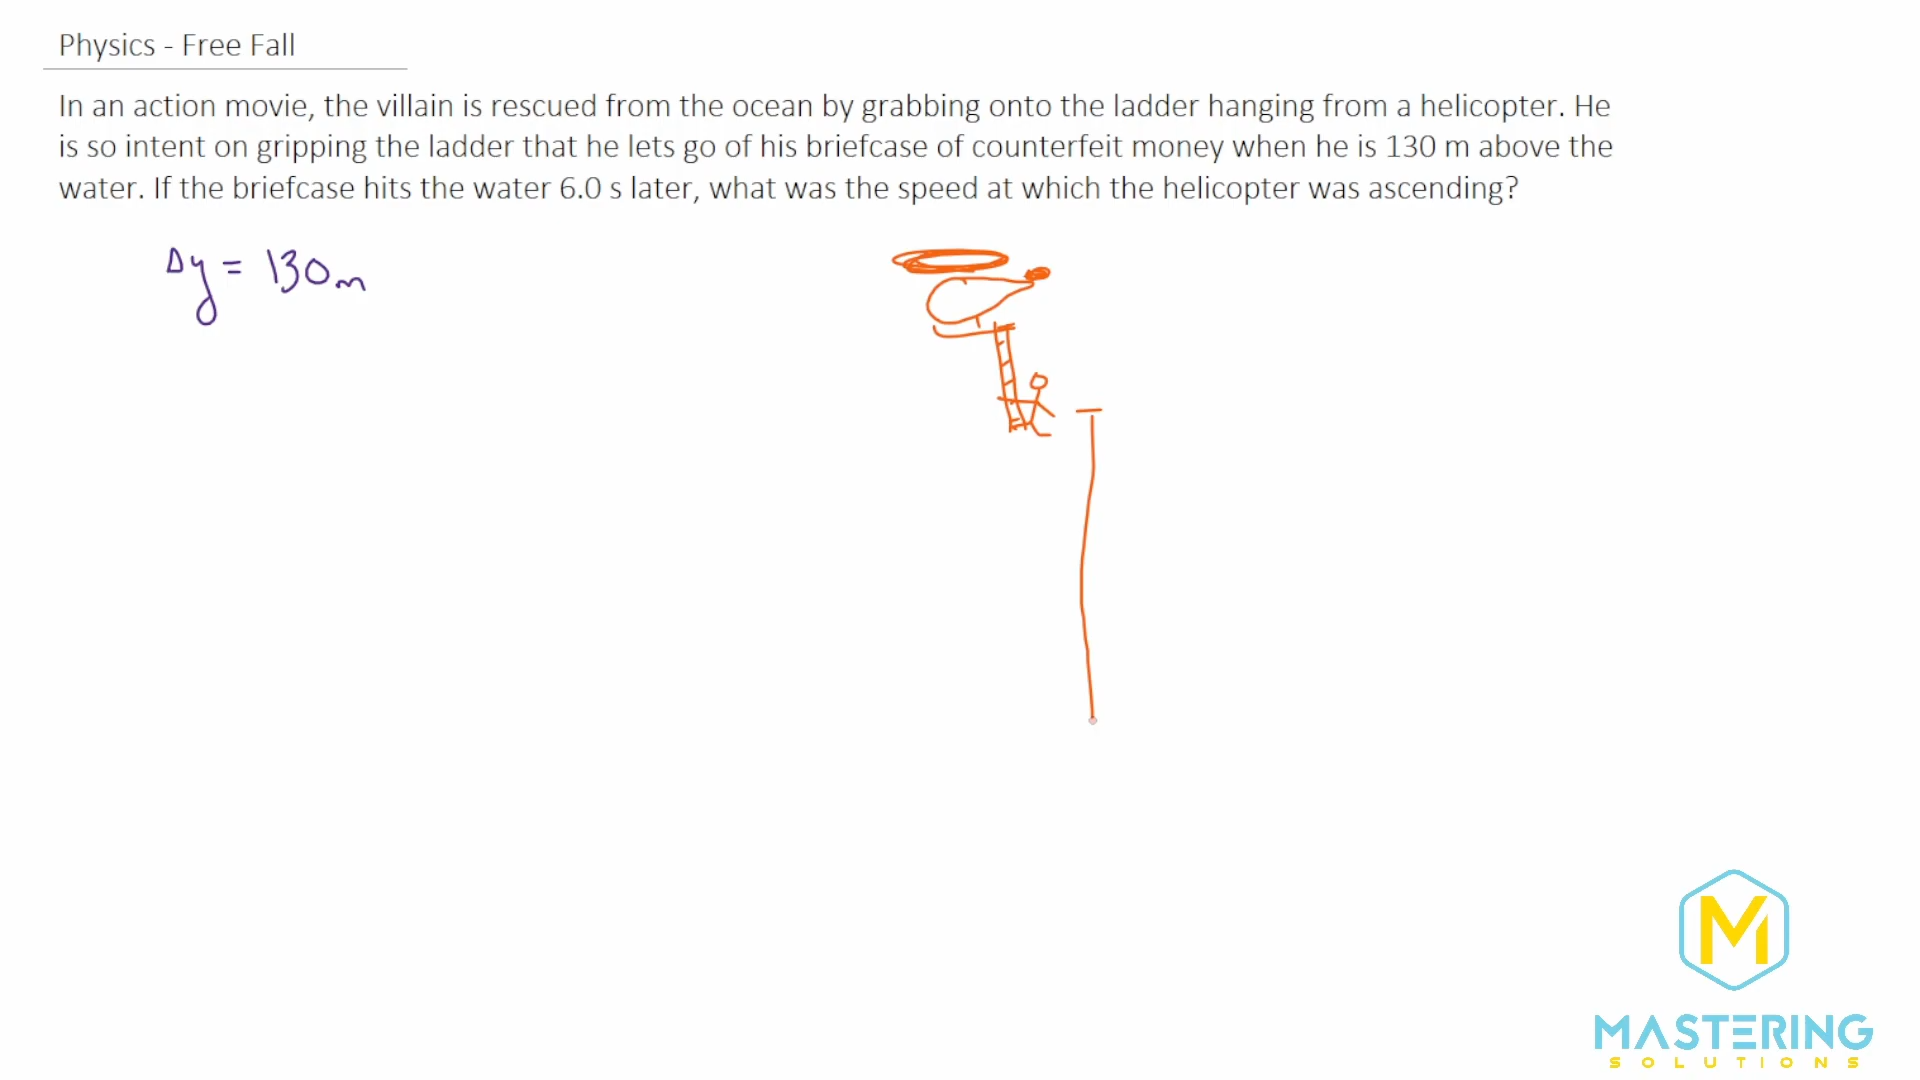 Physics - Free Fall
In an action movie, the villain is rescued from the ocean by grabbing onto the ladder hanging from a helicopter. He
is so intent on gripping the ladder that he lets go of his briefcase of counterfeit money when he is 130 m above the
water. If the briefcase hits the water 6.0 s later, what was the speed at which the helicopter was ascending?
Δy = 130m
M
MASTERING
SOLUTIONS